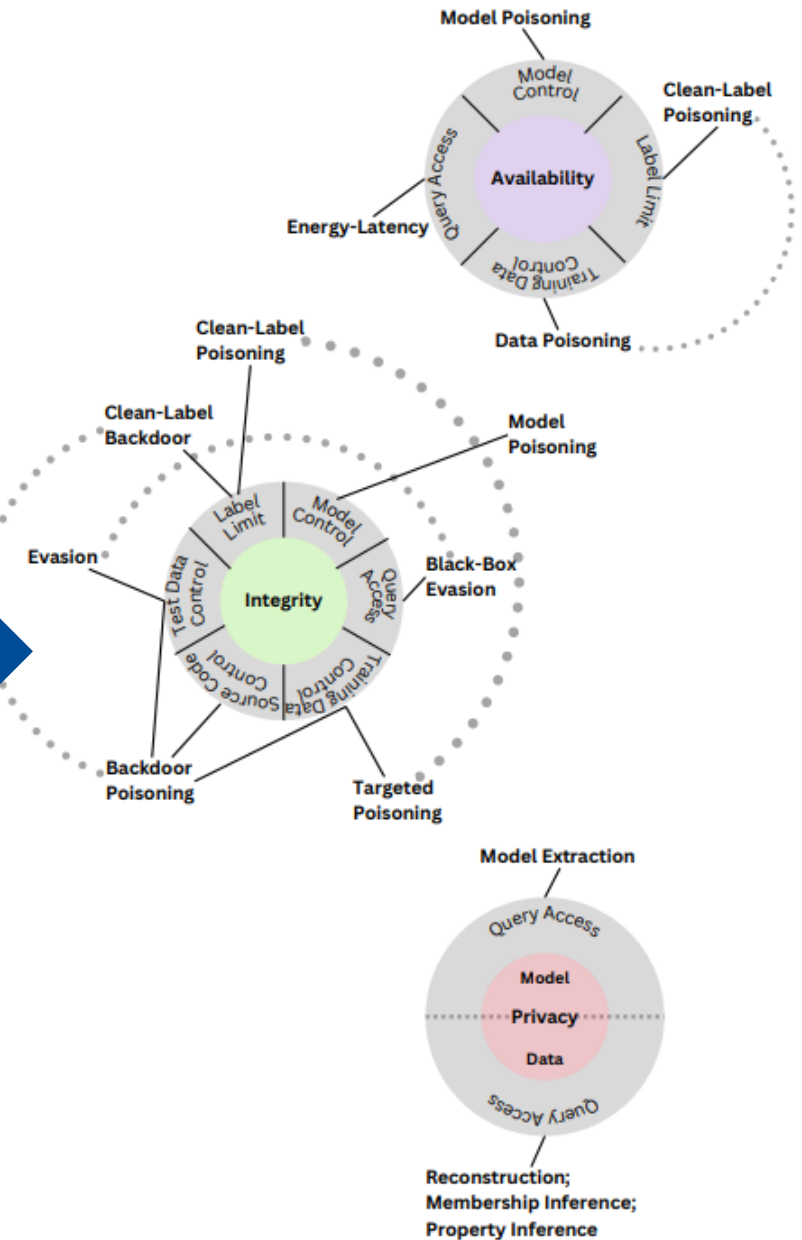 Model Poisoning
Model
Control
Clean-Label
Poisoning
Query Access
Availability
Label Limit
Energy-Latency
Training Data
Control
Data Poisoning
Clean-Label
Poisoning
Clean-Label
Backdoor
Model
Poisoning
Label
Limit
Model
Control
Evasion
Test Data
Control
Integrity
Query
Access
Black-Box
Evasion
Source Code
Control
Training Data
Control
Backdoor
Poisoning
Targeted
Poisoning
Model Extraction
Query Access
Model
Privacy
Data
Query Access
Reconstruction;
Membership Inference;
Property Inference